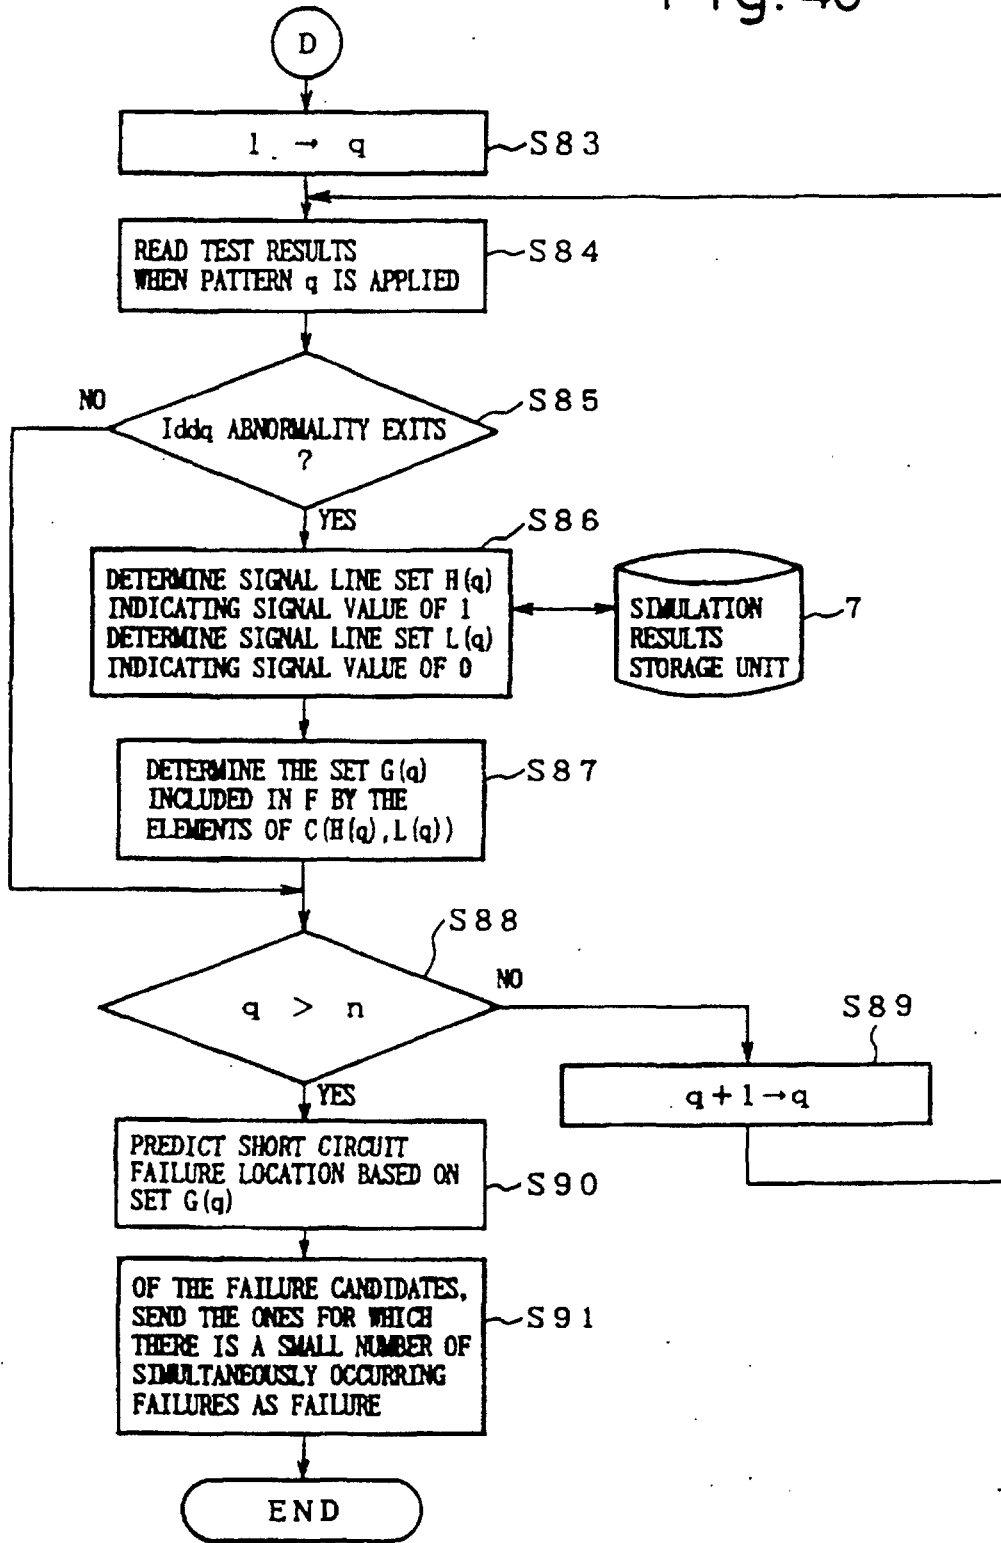 D
1 → q
S83
READ TEST RESULTS
WHEN PATTERN q IS APPLIED
S84
NO
Iddq ABNORMALITY EXITS
?
S85
YES
S86
DETERMINE SIGNAL LINE SET H(q)
INDICATING SIGNAL VALUE OF 1
DETERMINE SIGNAL LINE SET L(q)
INDICATING SIGNAL VALUE OF 0
SIMULATION
RESULTS
STORAGE UNIT
7
DETERMINE THE SET G(q)
INCLUDED IN F BY THE
ELEMENTS OF C(H(q),L(q))
S87
S88
q > n
NO
S89
q+1→q
YES
PREDICT SHORT CIRCUIT
FAILURE LOCATION BASED ON
SET G(q)
S90
OF THE FAILURE CANDIDATES,
SEND THE ONES FOR WHICH
THERE IS A SMALL NUMBER OF
SIMULTANEOUSLY OCCURRING
FAILURES AS FAILURE
S91
END